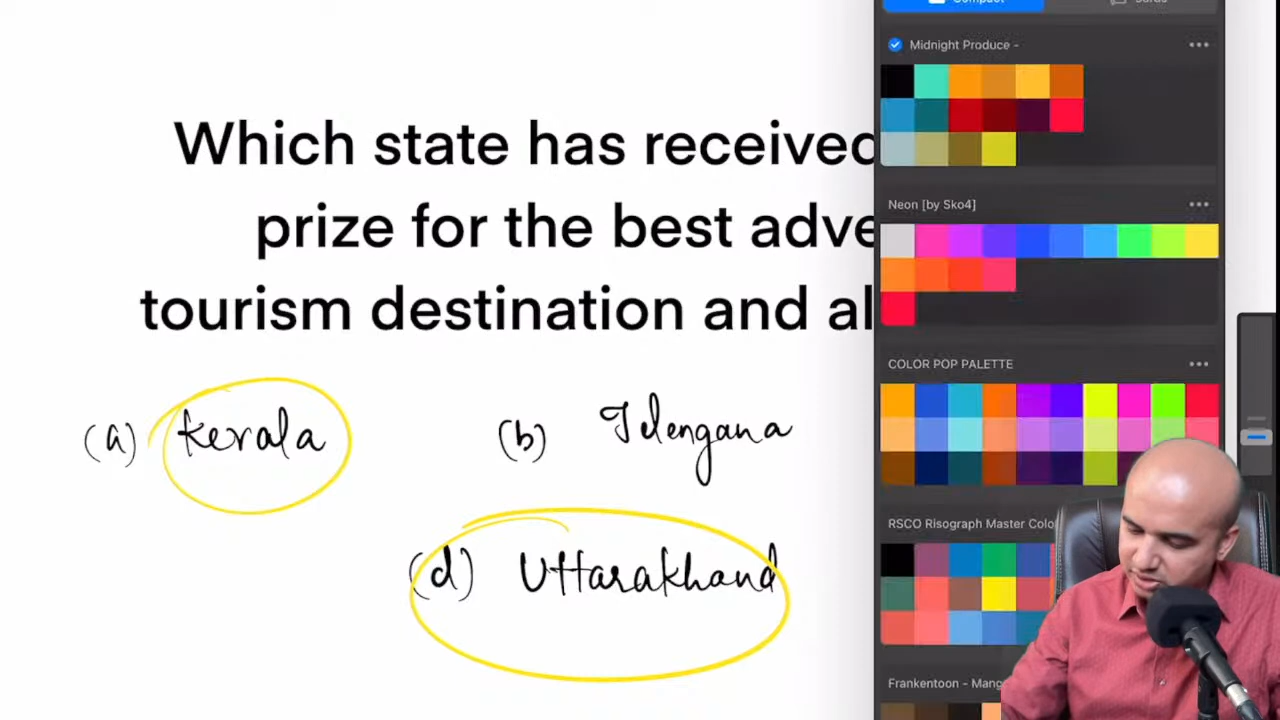 Midnight Produce -
Which state has received
prize for the best adve
tourism destination and al
(a) Kerala
(b) Telengana
(d) Uttarakhand
Neon [by Sko4]
COLOR POP PALETTE
RSCO Risograph Master Colo
Frankentoon - Mang